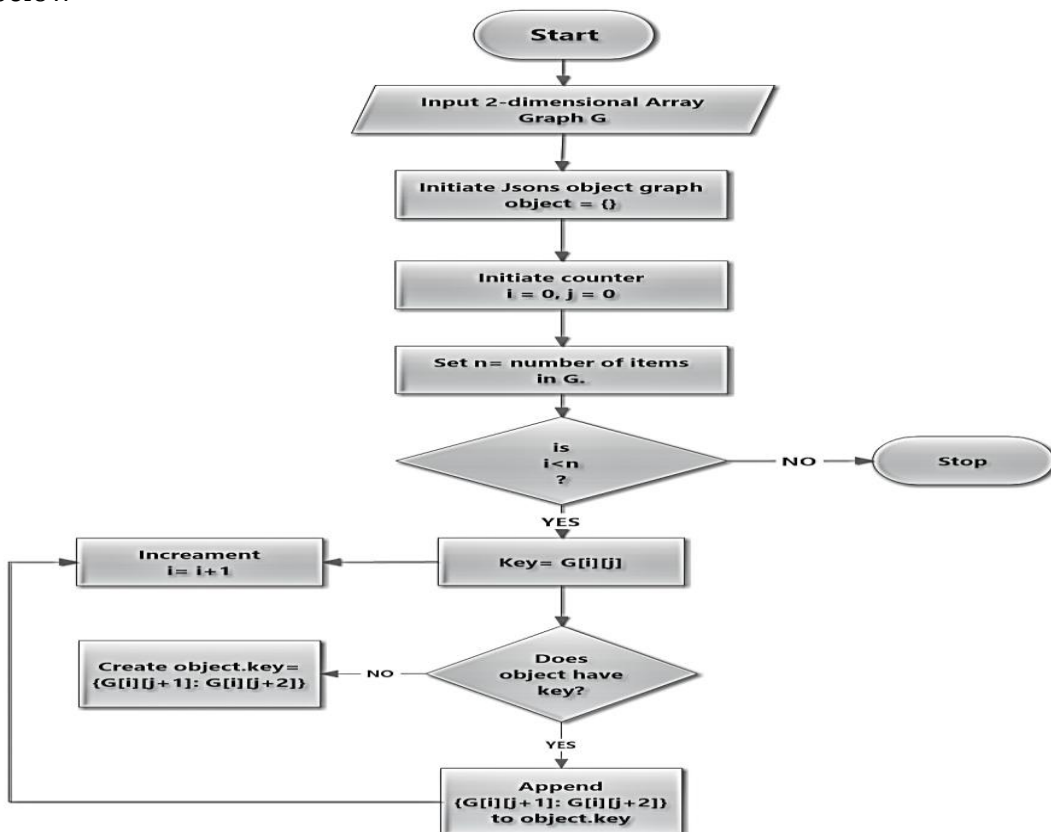 Start
Input 2-dimensional Array
Graph G
Initiate Jsons object graph
object = {}
Initiate counter
i = 0, j = 0
Set n= number of items
in G.
is
i<n
?
NO
Stop
YES
Increament
i= i+1
Key= G[i][j]
Create object.key=
{G[i][j+1]: G[i][j+2]}
NO
Does
object have
key?
YES
Append
{G[i][j+1]: G[i][j+2]}
to object.key